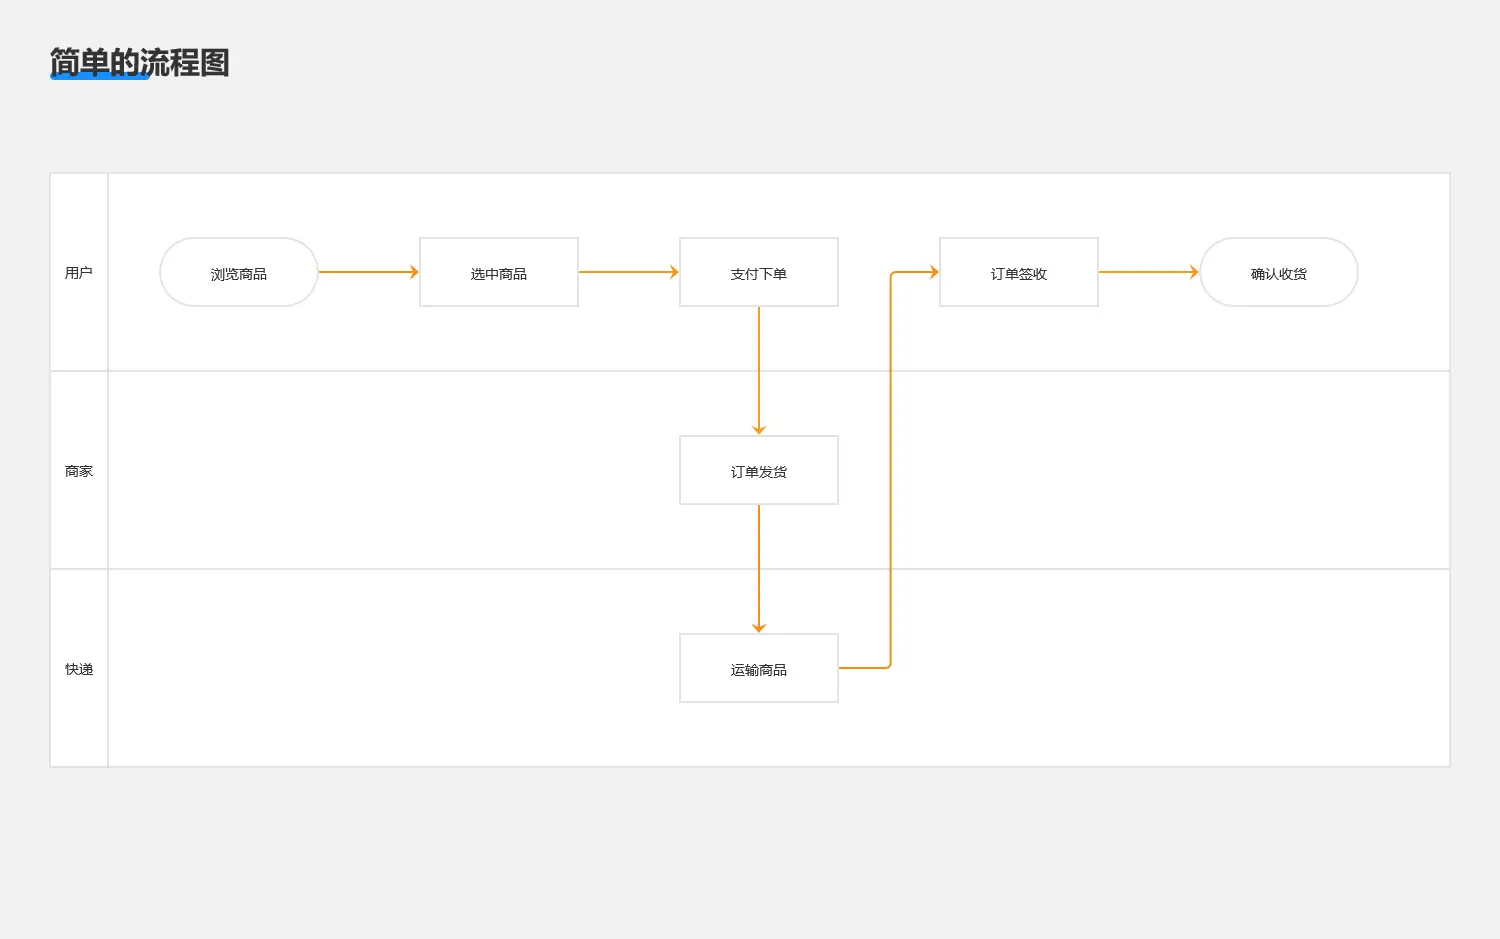 简单的流程图
用户
浏览商品
选中商品
支付下单
订单签收
确认收货
商家
订单发货
快递
运输商品